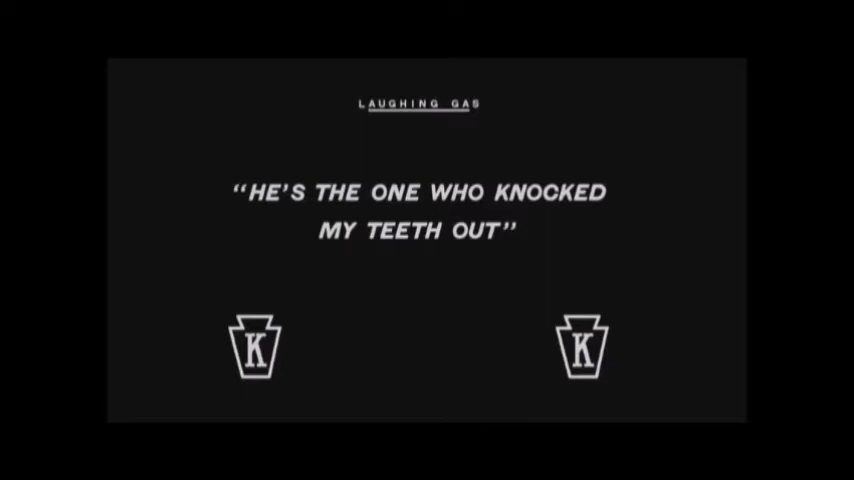 LAUGHING GAS
“HE’S THE ONE WHO KNOCKED
MY TEETH OUT”
K K